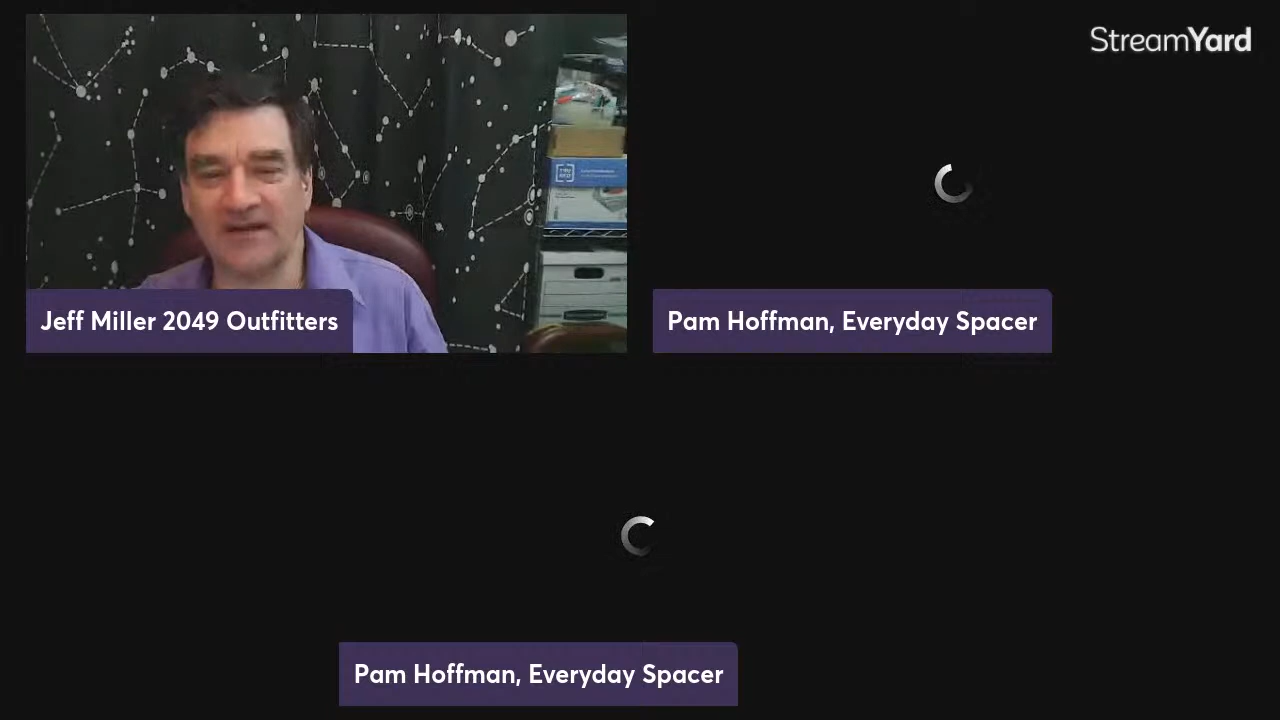 StreamYard
Jeff Miller 2049 Outfitters
Pam Hoffman, Everyday Spacer
Pam Hoffman, Everyday Spacer